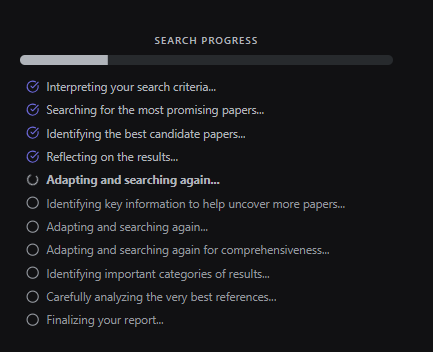 SEARCH PROGRESS
Interpreting your search criteria...
Searching for the most promising papers...
Identifying the best candidate papers...
Reflecting on the results...
Adapting and searching again...
Identifying key information to help uncover more papers...
Adapting and searching again...
Adapting and searching again for comprehensiveness...
Identifying important categories of results...
Carefully analyzing the very best references...
Finalizing your report...